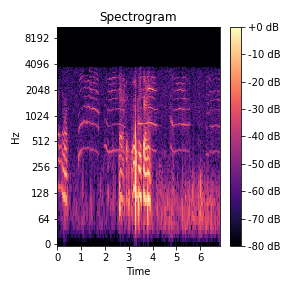 Spectrogram
8192
4096
2048
1024
512
256
128
64
0
Hz
0 1 2 3 4 5 6
Time
+0 dB
-10 dB
-20 dB
-30 dB
-40 dB
-50 dB
-60 dB
-70 dB
-80 dB